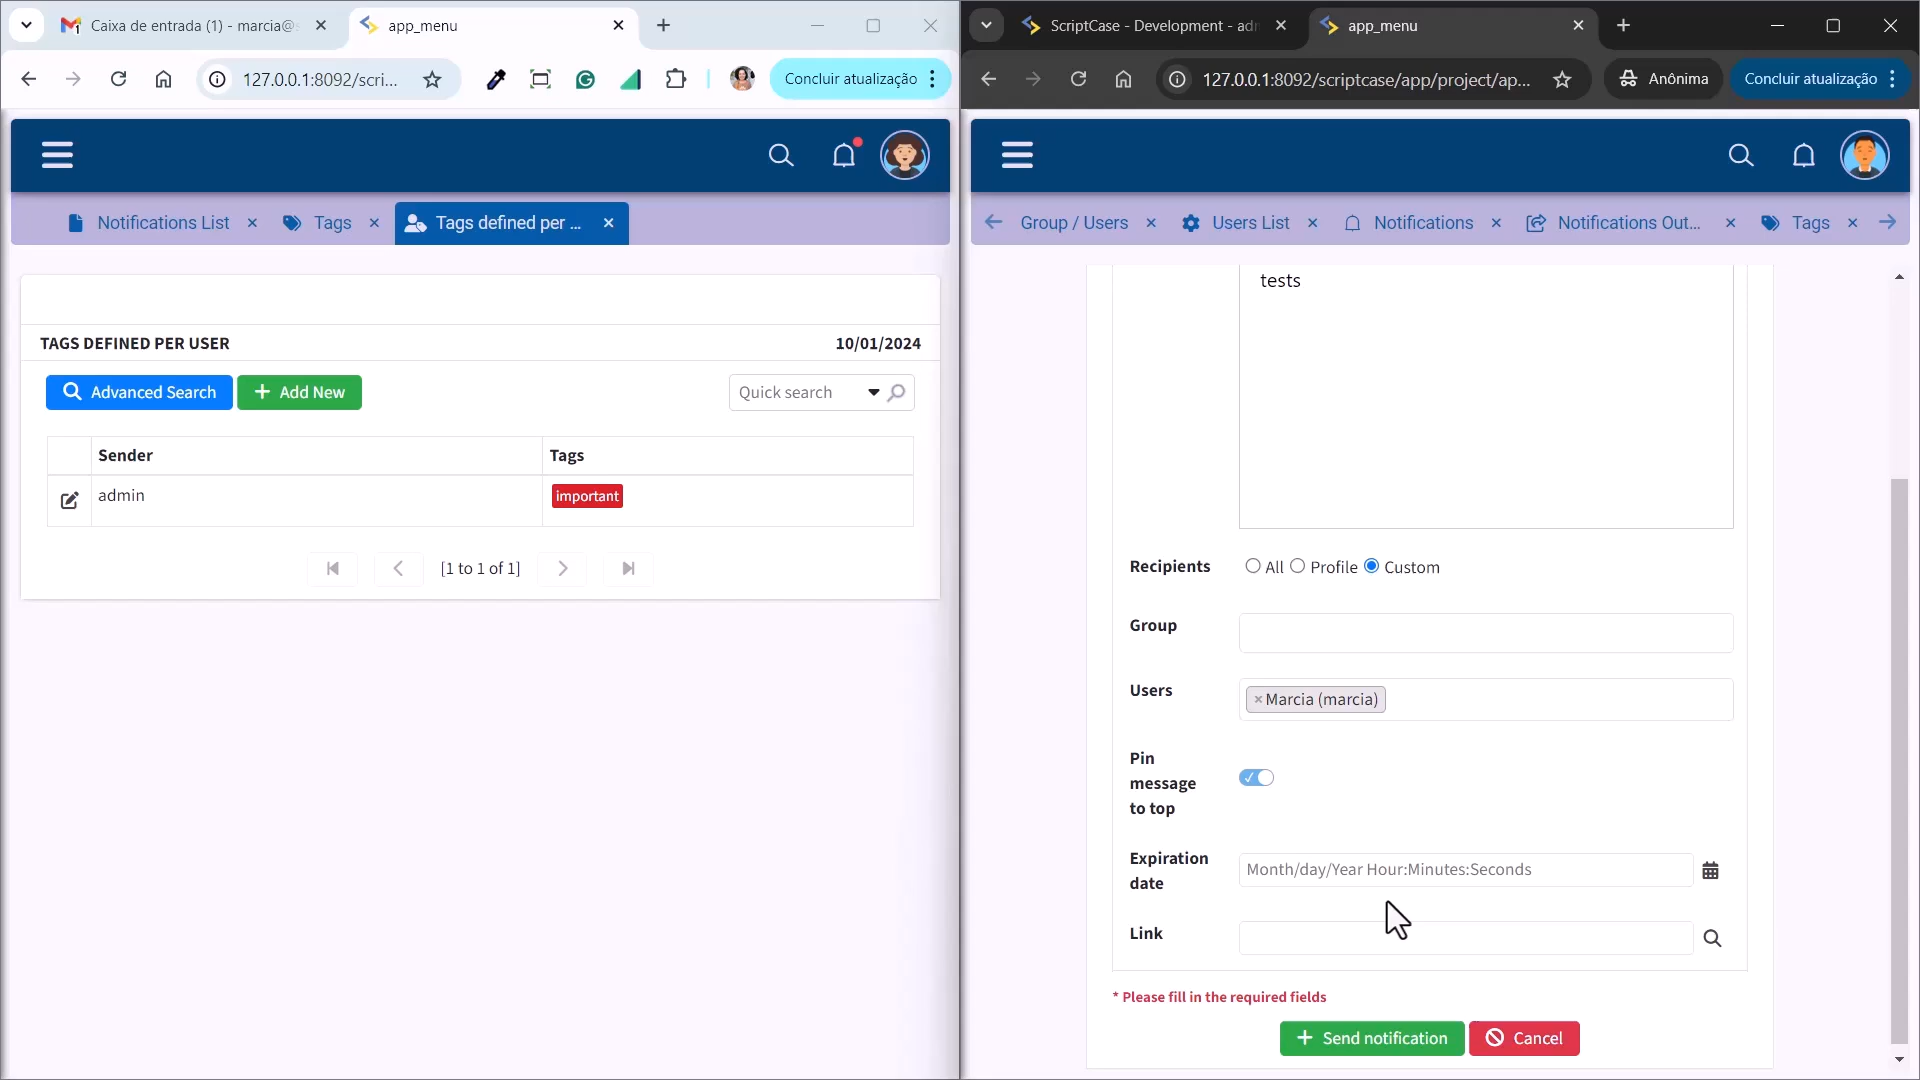 Caixa de entrada (1) - marcia@s
app_menu
127.0.0.1:8092/scri...
Concluir atualização
Notifications List
Tags
Tags defined per ...
TAGS DEFINED PER USER
10/01/2024
Advanced Search
Add New
Quick search
Sender
Tags
admin
important
[1 to 1 of 1]
ScriptCase - Development - adm
app_menu
127.0.0.1:8092/scriptcase/app/project/ap...
Anônima
Concluir atualização
Group / Users
Users List
Notifications
Notifications Out...
Tags
tests
Recipients
All
Profile
Custom
Group
Users
×Marcia (marcia)
Pin
message
to top
Expiration
date
Month/day/Year Hour:Minutes:Seconds
Link
* Please fill in the required fields
Send notification
Cancel